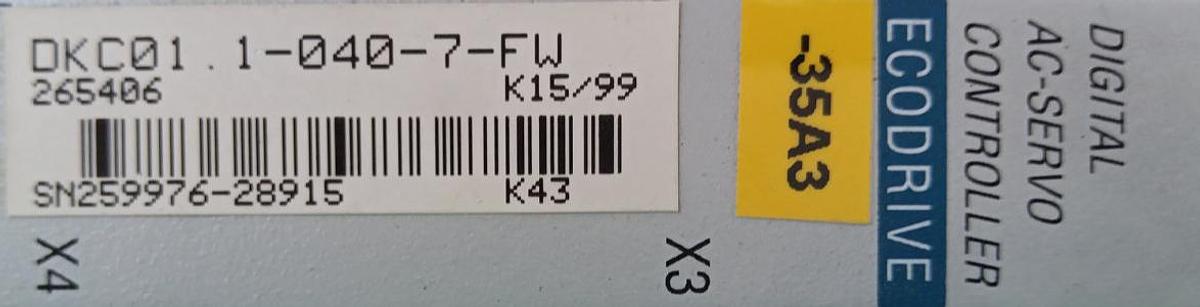 DKC01.1-040-7-FW
265406 K15/99
SN259976-28915 K43
X4
X3
-35A3
ECODRIVE
DIGITAL
AC-SERVO
CONTROLLER